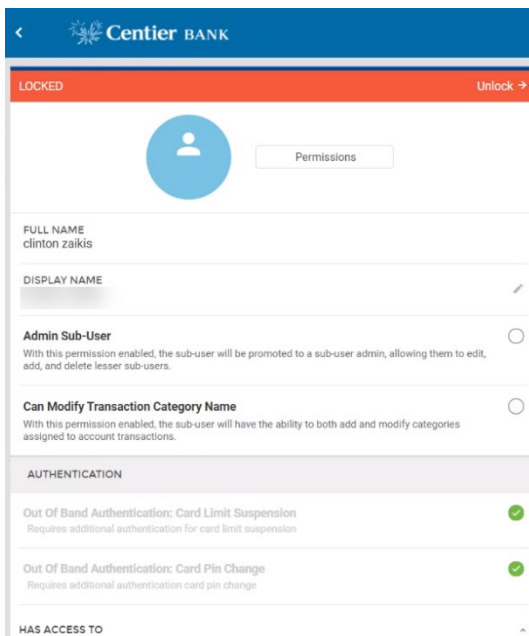 Centier BANK
LOCKED Unlock →
Permissions
FULL NAME
clinton zaikis
DISPLAY NAME
Admin Sub-User
With this permission enabled, the sub-user will be promoted to a sub-user admin, allowing them to edit,
add, and delete lesser sub-users.
Can Modify Transaction Category Name
With this permission enabled, the sub-user will have the ability to both add and modify categories
assigned to account transactions.
AUTHENTICATION
Out Of Band Authentication: Card Limit Suspension
Requires additional authentication for card limit suspension
Out Of Band Authentication: Card Pin Change
Requires additional authentication card pin change
HAS ACCESS TO